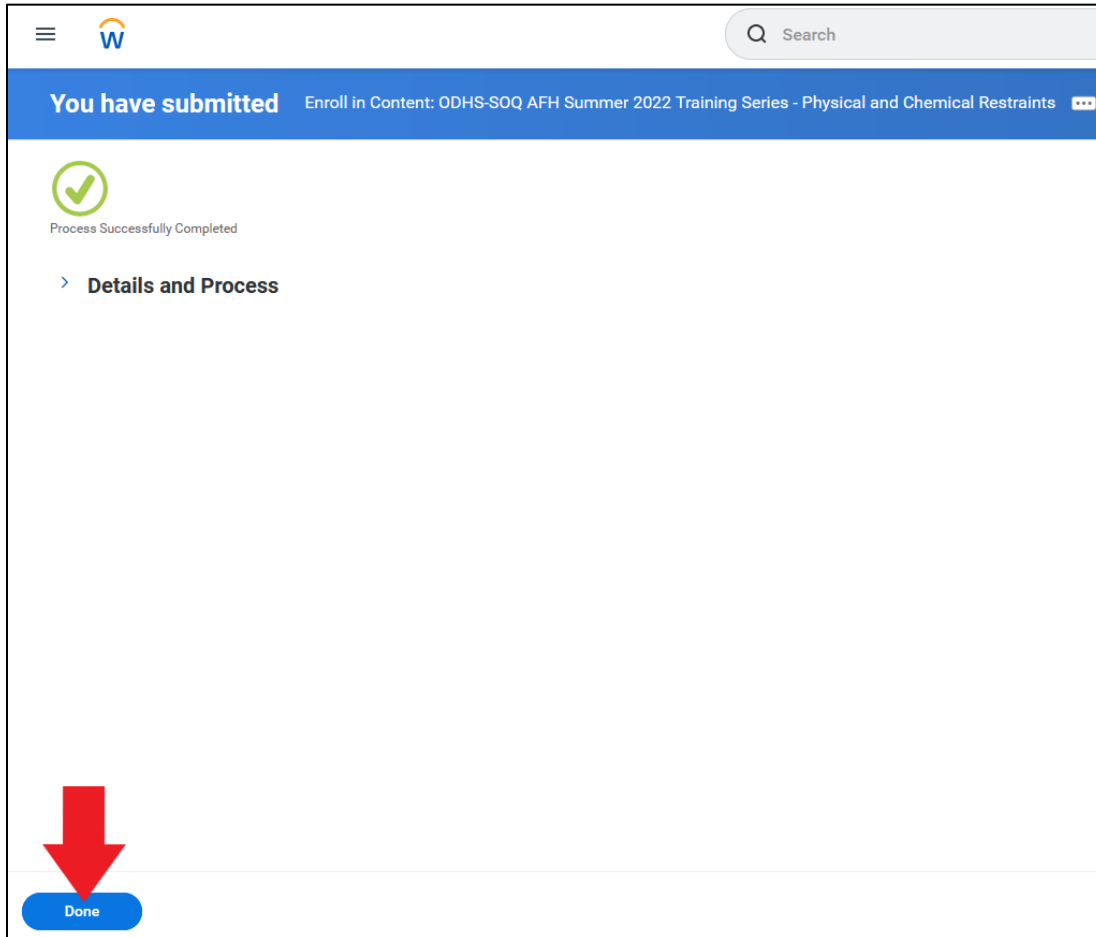 W
Search
You have submitted Enroll in Content: ODHS-SOQ AFH Summer 2022 Training Series - Physical and Chemical Restraints
Process Successfully Completed
Details and Process
Done